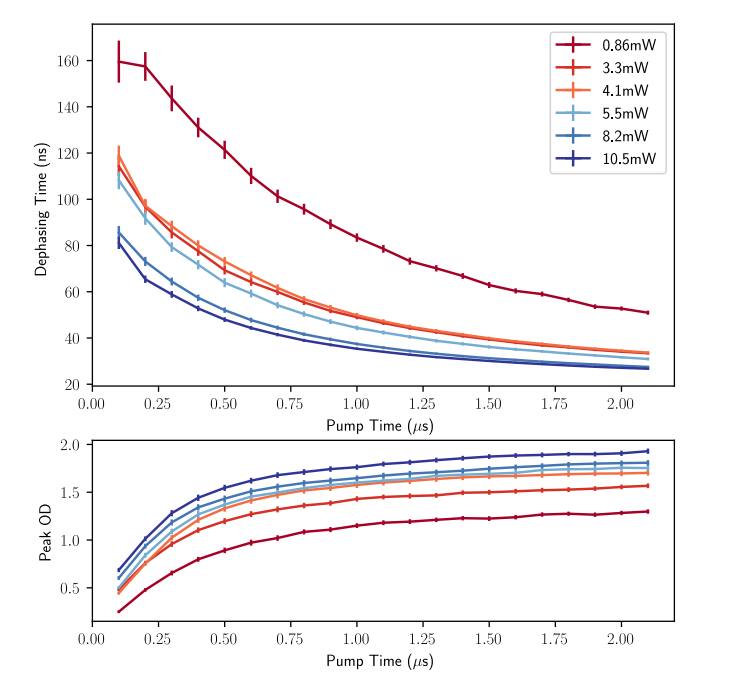 160
140
120
100
80
60
40
20
Dephasing Time (ns)
0.86mW
3.3mW
4.1mW
5.5mW
8.2mW
10.5mW
0.00 0.25 0.50 0.75 1.00 1.25 1.50 1.75 2.00
Pump Time (μs)
2.0
1.5
1.0
0.5
Peak OD
0.00 0.25 0.50 0.75 1.00 1.25 1.50 1.75 2.00
Pump Time (μs)